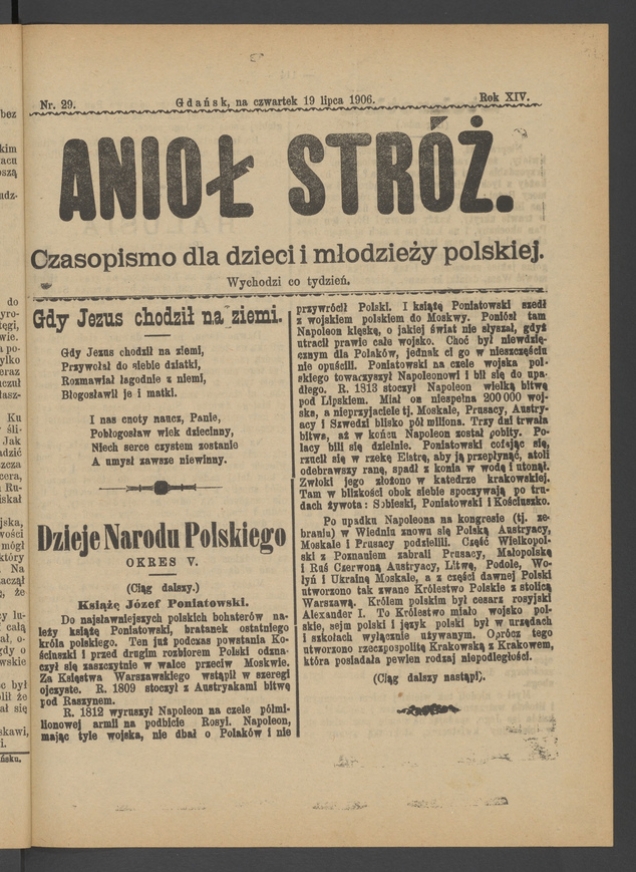 Nr. 29.
Gdańsk, na czwartek 19 lipca 1906.
Rok XIV.
ANIOŁ STRÓŻ.
Czasopismo dla dzieci i młodzieży polskiej.
Wychodzi co tydzień.
Gdy Jezus chodził na ziemi.
Gdy Jezus chodził na ziemi,
Przywołał do siebie dziatki,
Rozmawiał łagodnie z niemi,
Błogosławił je i matki.
I nas cnoty naucz, Panie,
Pobłogosław wiek dziecinny,
Niech serce czystem zostanie
A umysł zawsze niewinny.
Dzieje Narodu Polskiego
OKRES V.
(Ciąg dalszy.)
Książę Józef Poniatowski.
Do najsławniejszych polskich bohaterów na-
leży książę Poniatowski, bratanek ostatniego
króla polskiego. Ten już podczas powstania Ko-
ściuszki i przed drugim rozbiorem Polski odzna-
czył się zaszczytnie w walce przeciw Moskwie.
Za Księstwa Warszawskiego wstąpił w szeregi
ojczyste. R. 1809 stoczył z Austryakami bitwę
pod Raszynem.
R. 1812 wyruszył Napoleon na czele półmi-
lionowej armii na podbicie Rosyi. Napoleon,
mając tyle wojska, nie dbał o Polaków i nie
przywrócił Polski. I książę Poniatowski szedł
z wojskiem polskiem do Moskwy. Poniósł tam
Napoleon klęskę, o jakiej świat nie słyszał, gdyż
utracił prawie całe wojsko. Choć był niewdzię-
cznym dla Polaków, jednak ci go w nieszczęściu
nie opuścili. Poniatowski na czele wojska pol-
skiego towarzyszył Napoleonowi i bił się do upa-
dłego. R. 1813 stoczył Napoleon wielką bitwę
pod Lipskiem. Miał on niespełna 200 000 woj-
ska, a nieprzyjaciele tj. Moskale, Prusacy, Austry-
acy i Szwedzi blisko pół miliona. Trzy dni trwała
bitwa, aż w końcu Napoleon został pobity. Po-
lacy bili się dzielnie. Poniatowski cofając się,
rzucił się w rzekę Elstrę, aby ją przepłynąć, atoli
odebrawszy ranę, spadł z konia w wodę i utonął.
Zwłoki jego złożono w katedrze krakowskiej.
Tam w blizkości obok siebie spoczywają po tru-
dach żywota: Sobieski, Poniatowski i Kościuszko.
Po upadku Napoleona na kongresie (tj. ze-
braniu) w Wiedniu znowu się Polską Austryacy,
Moskale i Prusacy podzielili. Część Wielkopol-
ski z Poznaniem zabrali Prusacy, Małopolskę
i Ruś Czerwoną Austryacy, Litwę, Podole, Wo-
łyń i Ukrainę Moskale, a z części dawnej Polski
utworzono tak zwane Królestwo Polskie z stolicą
Warszawą. Królem polskim był cesarz rosyjski
Alexander I. To Królestwo miało wojsko pol-
skie, sejm polski i język polski był w urzędach
i szkołach wyłącznie używanym. Oprócz tego
utworzono rzeczpospolitę Krakowską z Krakowem,
która posiadała pewien rodzaj niepodległości.
(Ciąg dalszy nastąpi).